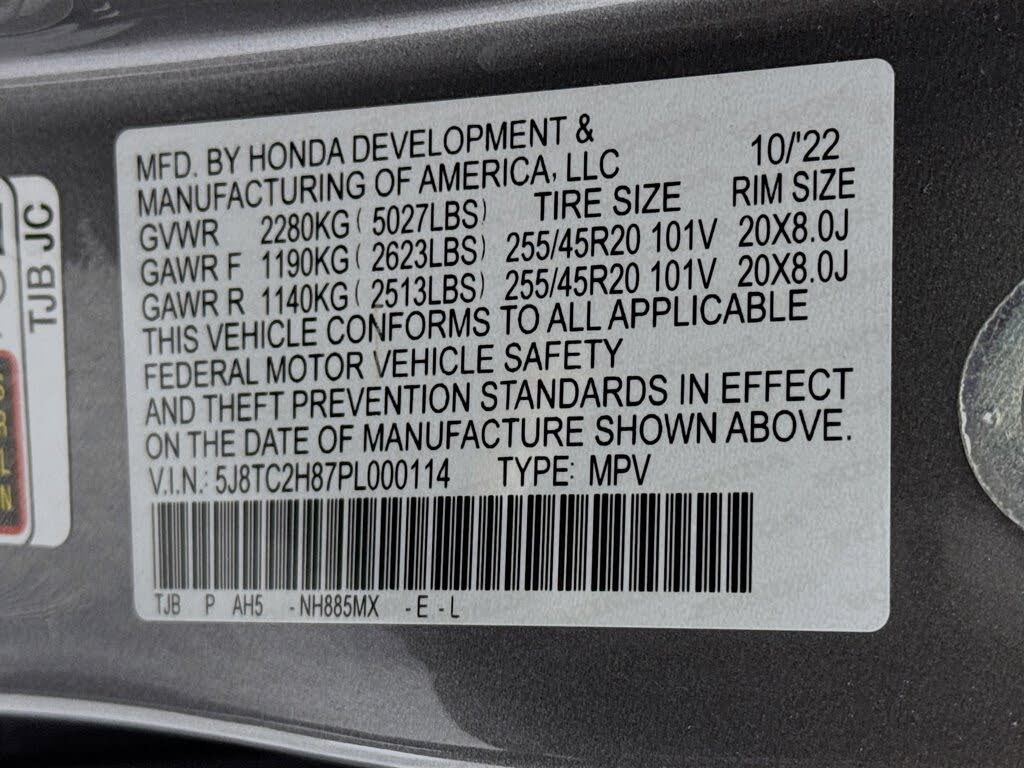 MFD. BY HONDA DEVELOPMENT & 10/'22
MANUFACTURING OF AMERICA, LLC
TIRE SIZE RIM SIZE
GVWR 2280KG ( 5027LBS)
GAWR F 1190KG ( 2623LBS) 255/45R20 101V 20X8.0J
GAWR R 1140KG ( 2513LBS) 255/45R20 101V 20X8.0J
THIS VEHICLE CONFORMS TO ALL APPLICABLE
FEDERAL MOTOR VEHICLE SAFETY
AND THEFT PREVENTION STANDARDS IN EFFECT
ON THE DATE OF MANUFACTURE SHOWN ABOVE.
V.I.N.: 5J8TC2H87PL000114 TYPE: MPV
TJB P AH5 -NH885MX -E -L
TJB JC